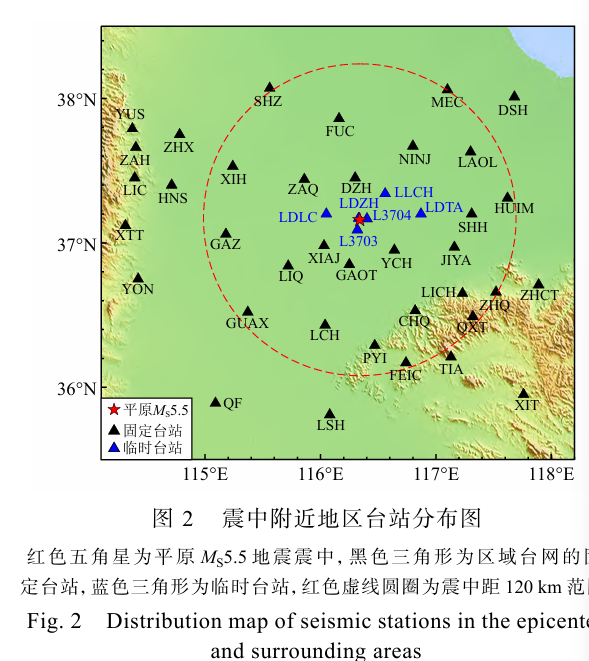 38°N
37°N
36°N
115°E 116°E 117°E 118°E
SHZ
MEC
DSH
YUS
FUC
ZHX
ZAH
NINJ
LAOL
XIH
LIC
HNS
ZAQ
DZH
LLCH
HUIM
LDZH
LDTA
LDLC
L3704
SHH
XTT
GAZ
L3703
XIAJ
YCH
JIYA
LIQ
GAOT
YON
LICH
ZHQ
ZHCT
GUAX
CHQ
QXT
LCH
PYI
FEIC
TIA
XIT
QF
LSH
平原MS5.5
固定台站
临时台站
图 2 震中附近地区台站分布图
红色五角星为平原 MS5.5 地震震中, 黑色三角形为区域台网的
定台站, 蓝色三角形为临时台站, 红色虚线圆圈为震中距 120 km
Fig. 2 Distribution map of seismic stations in the epicente
and surrounding areas